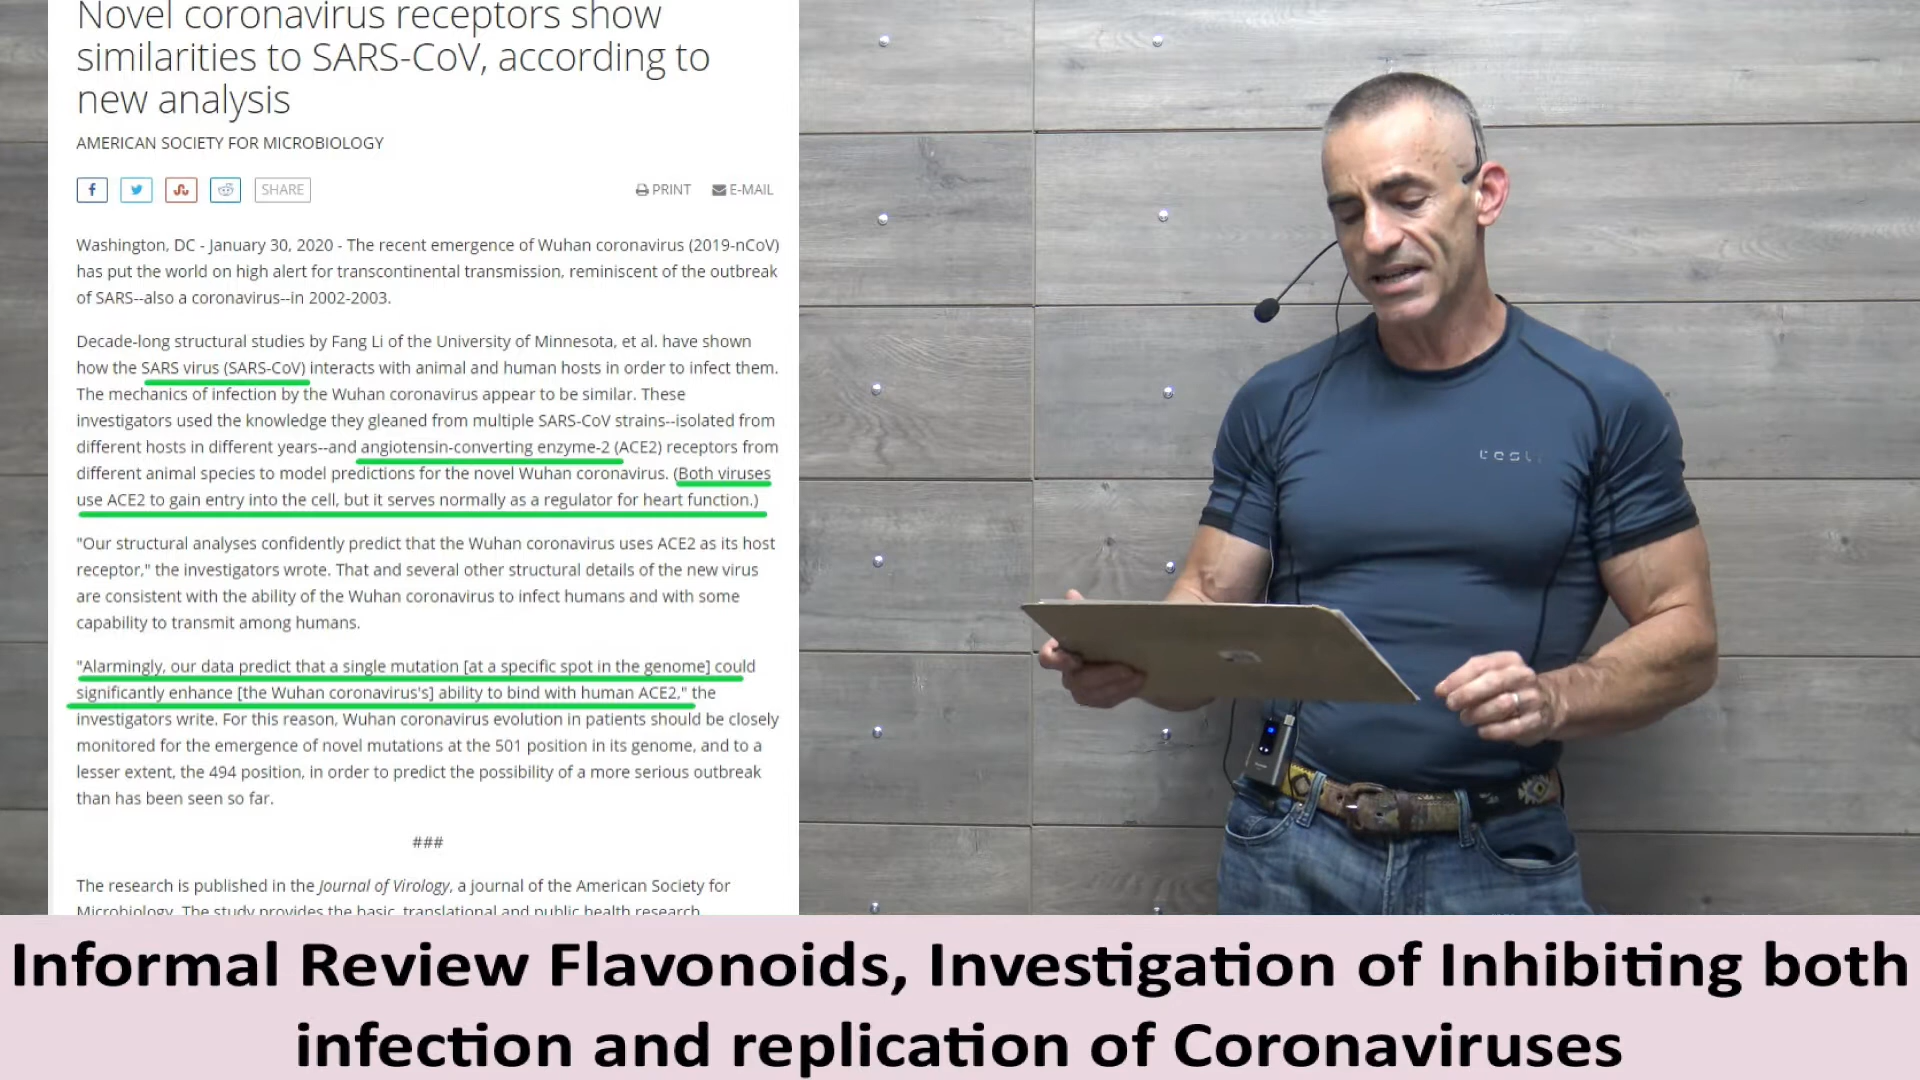 Novel coronavirus receptors show
similarities to SARS-CoV, according to
new analysis
AMERICAN SOCIETY FOR MICROBIOLOGY
SHARE
PRINT
E-MAIL
Washington, DC - January 30, 2020 - The recent emergence of Wuhan coronavirus (2019-nCoV)
has put the world on high alert for transcontinental transmission, reminiscent of the outbreak
of SARS--also a coronavirus--in 2002-2003.
Decade-long structural studies by Fang Li of the University of Minnesota, et al. have shown
how the SARS virus (SARS-CoV) interacts with animal and human hosts in order to infect them.
The mechanics of infection by the Wuhan coronavirus appear to be similar. These
investigators used the knowledge they gleaned from multiple SARS-CoV strains--isolated from
different hosts in different years--and angiotensin-converting enzyme-2 (ACE2) receptors from
different animal species to model predictions for the novel Wuhan coronavirus. (Both viruses
use ACE2 to gain entry into the cell, but it serves normally as a regulator for heart function.)
"Our structural analyses confidently predict that the Wuhan coronavirus uses ACE2 as its host
receptor," the investigators wrote. That and several other structural details of the new virus
are consistent with the ability of the Wuhan coronavirus to infect humans and with some
capability to transmit among humans.
"Alarmingly, our data predict that a single mutation [at a specific spot in the genome] could
significantly enhance [the Wuhan coronavirus's] ability to bind with human ACE2," the
investigators write. For this reason, Wuhan coronavirus evolution in patients should be closely
monitored for the emergence of novel mutations at the 501 position in its genome, and to a
lesser extent, the 494 position, in order to predict the possibility of a more serious outbreak
than has been seen so far.
###
The research is published in the Journal of Virology, a journal of the American Society for
Microbiology. The study provides the basic, translational and public health research
Informal Review Flavonoids, Investigation of Inhibiting both
infection and replication of Coronaviruses